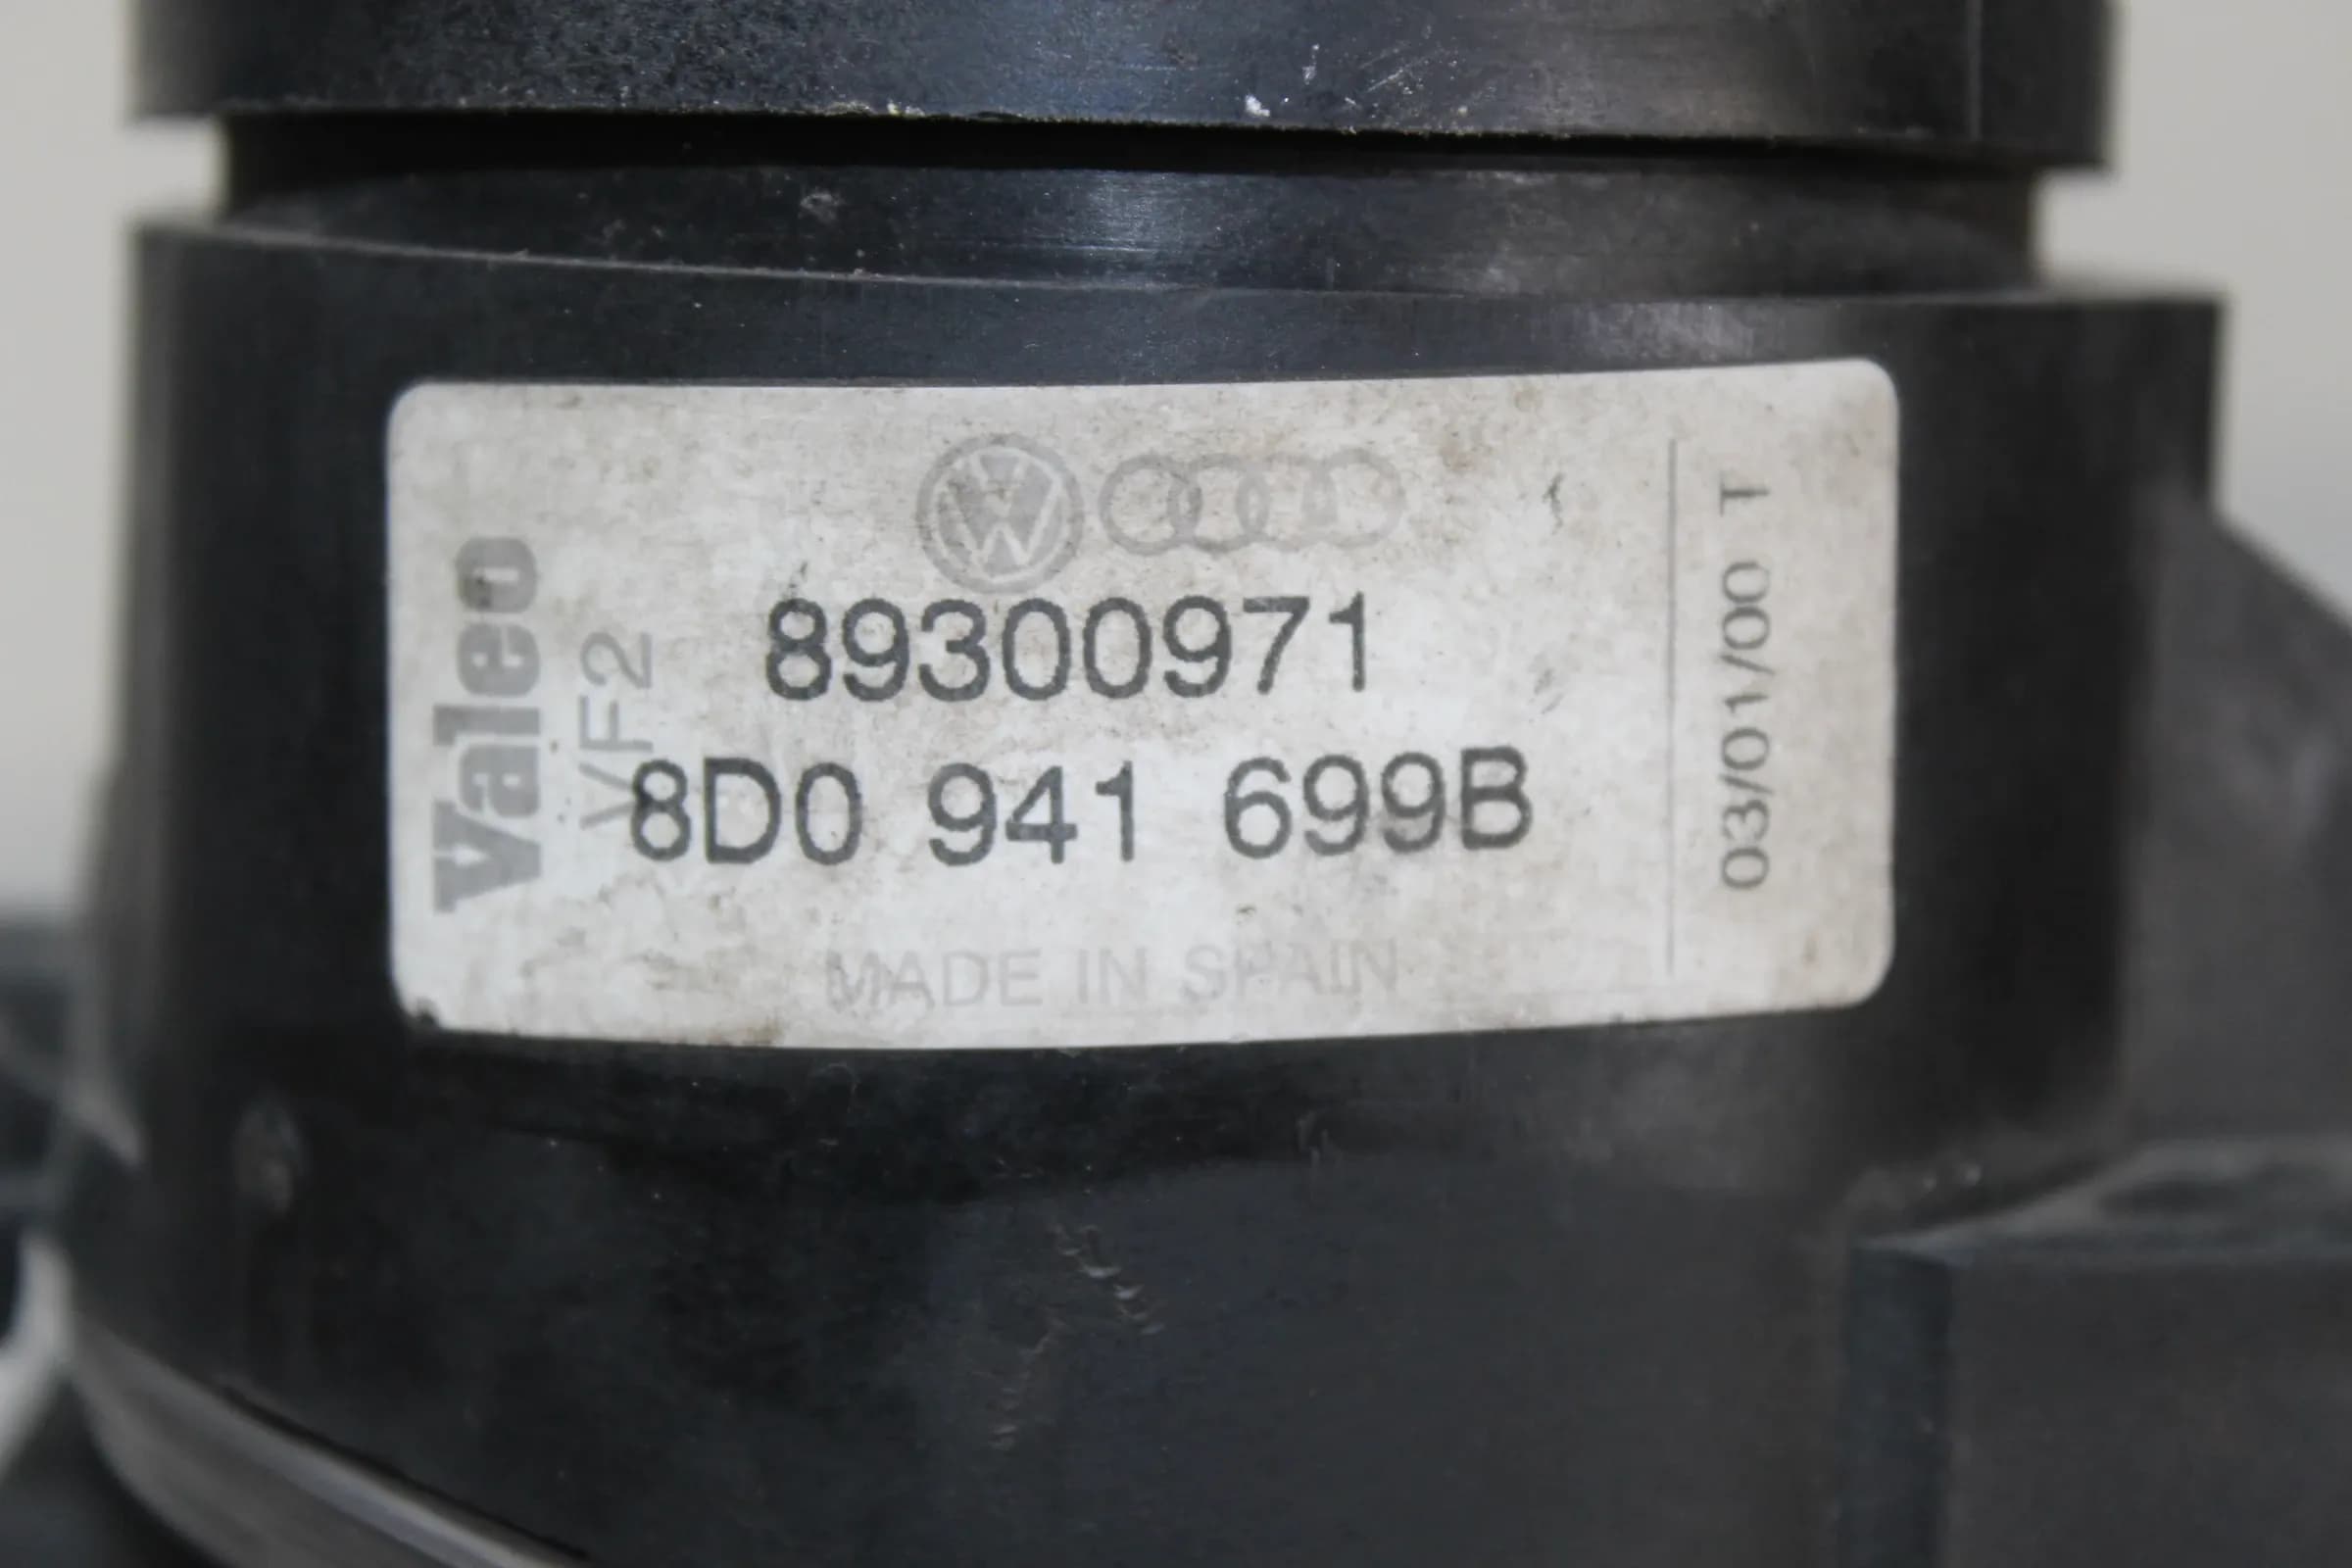 Valeo
VF2
89300971
8D0 941 699B
MADE IN SPAIN
03/01/00 T